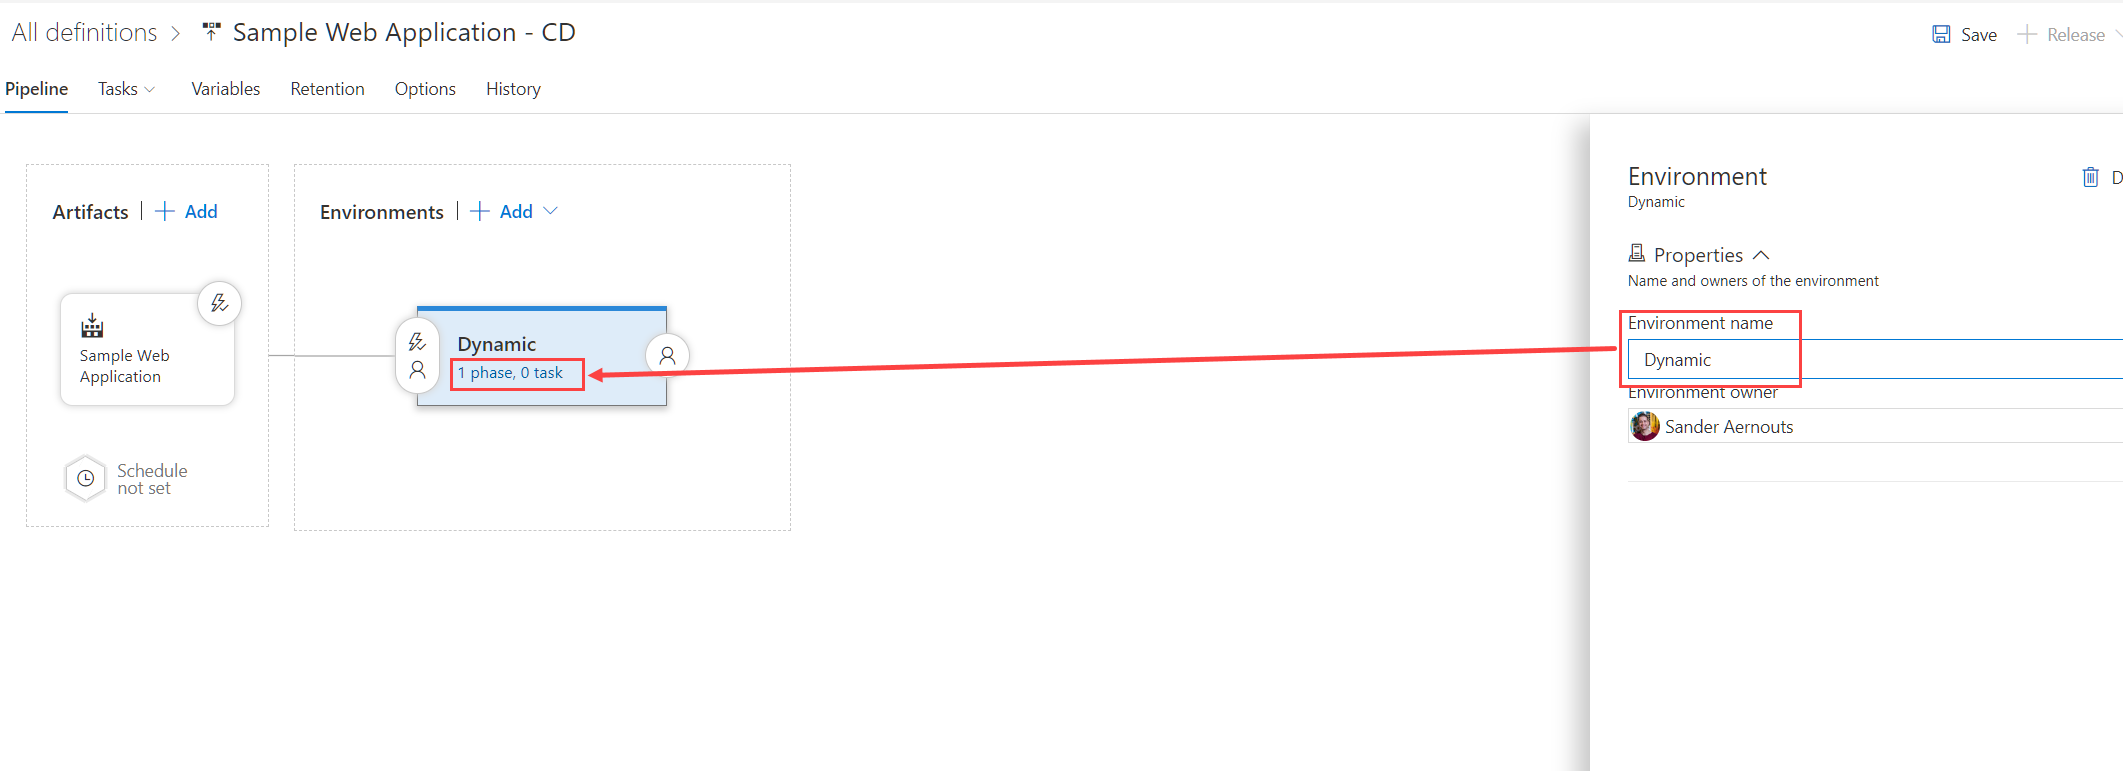 All definitions > Sample Web Application - CD
Save + Release
Pipeline Tasks Variables Retention Options History
Artifacts | + Add
Environments | + Add
Sample Web
Application
Schedule
not set
Dynamic
1 phase, 0 task
Environment
D
Dynamic
Properties
Name and owners of the environment
Environment name
Dynamic
Environment owner
Sander Aernouts